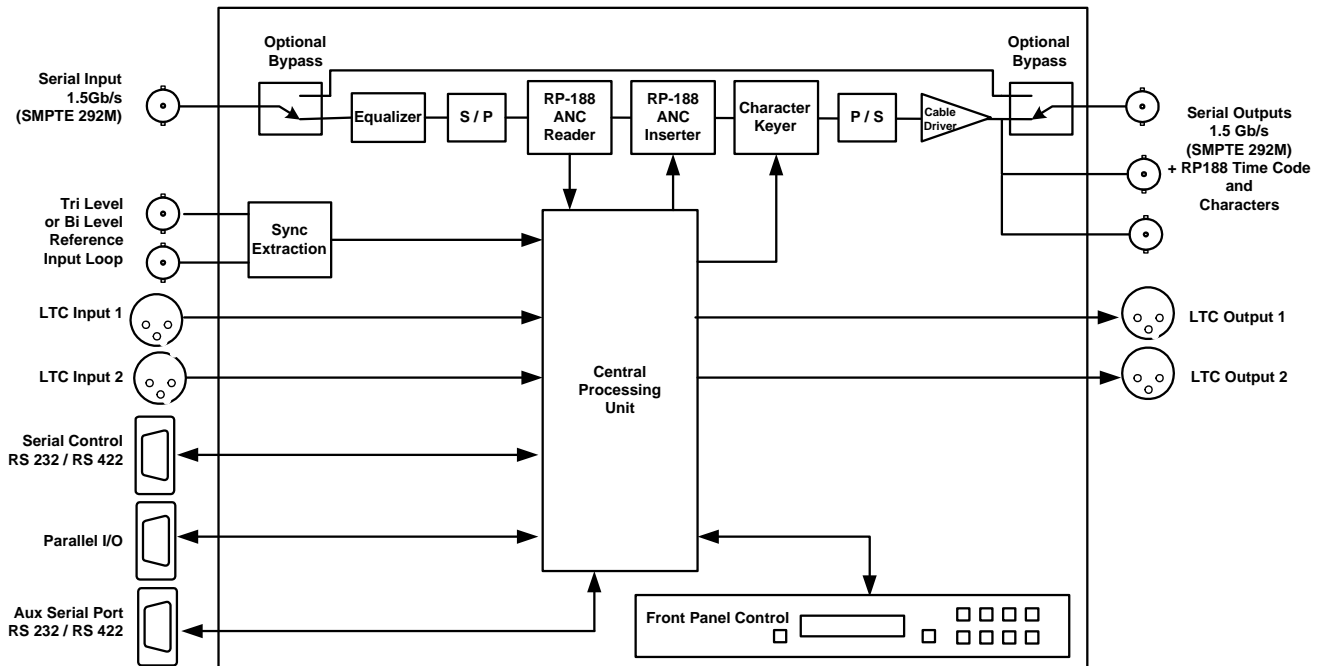 Optional
Bypass
Optional
Bypass
Serial Input
1.5Gb/s
(SMPTE 292M)
Equalizer
S / P
RP-188
ANC
Reader
RP-188
ANC
Inserter
Character
Keyer
P / S
Cable
Driver
Serial Outputs
1.5 Gb/s
(SMPTE 292M)
+ RP188 Time Code
and
Characters
Tri Level
or Bi Level
Reference
Input Loop
Sync
Extraction
LTC Input 1
LTC Output 1
LTC Input 2
LTC Output 2
Central
Processing
Unit
Serial Control
RS 232 / RS 422
Parallel I/O
Aux Serial Port
RS 232 / RS 422
Front Panel Control